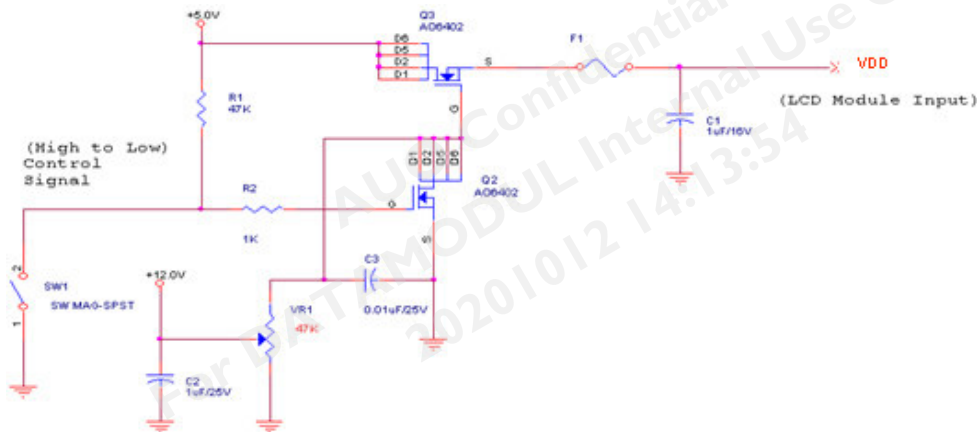 +5.0V
Q3
AO6402
D6
D5
D2
D1
S
G
F1
VDD
(LCD Module Input)
C1
1uF/16V
R1
47K
(High to Low)
Control
Signal
D1
D2
D5
D6
Q2
AO6402
R2
1K
G
S
2
SW1
SW MAG-SPST
1
+12.0V
C3
0.01uF/25V
VR1
47K
C2
1uF/25V
For DATAMODUL Internal Use
20201012 14:13:54